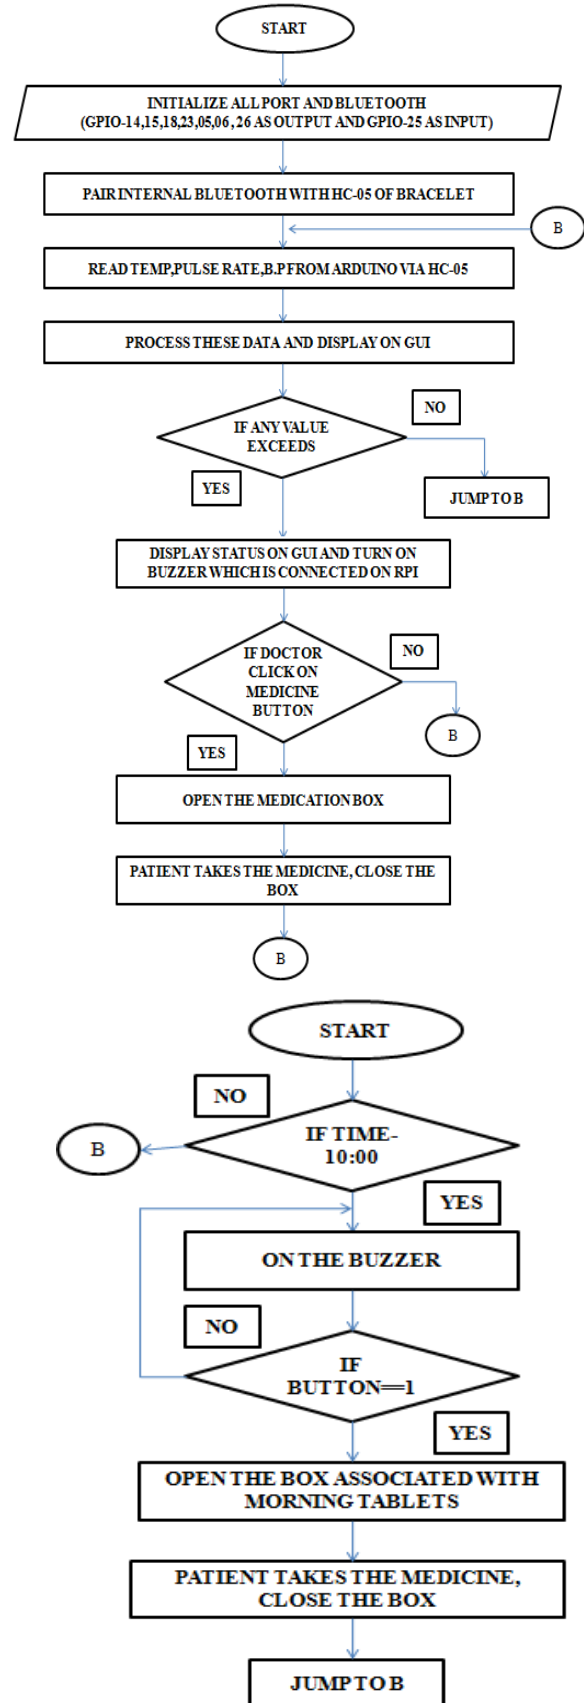 START
INITIALIZE ALL PORT AND BLUETOOTH
(GPIO-14,15,18,23,05,06, 26 AS OUTPUT AND GPIO-25 AS INPUT)
PAIR INTERNAL BLUETOOTH WITH HC-05 OF BRACELET
B
READ TEMP,PULSE RATE,B.P FROM ARDUINO VIA HC-05
PROCESS THESE DATA AND DISPLAY ON GUI
IF ANY VALUE
EXCEEDS
NO
YES
JUMP TO B
DISPLAY STATUS ON GUI AND TURN ON
BUZZER WHICH IS CONNECTED ON RPI
IF DOCTOR
CLICK ON
MEDICINE
BUTTON
NO
B
YES
OPEN THE MEDICATION BOX
PATIENT TAKES THE MEDICINE, CLOSE THE
BOX
B
START
NO
IF TIME-
10:00
B
YES
ON THE BUZZER
NO
IF
BUTTON==1
YES
OPEN THE BOX ASSOCIATED WITH
MORNING TABLETS
PATIENT TAKES THE MEDICINE,
CLOSE THE BOX
JUMP TO B